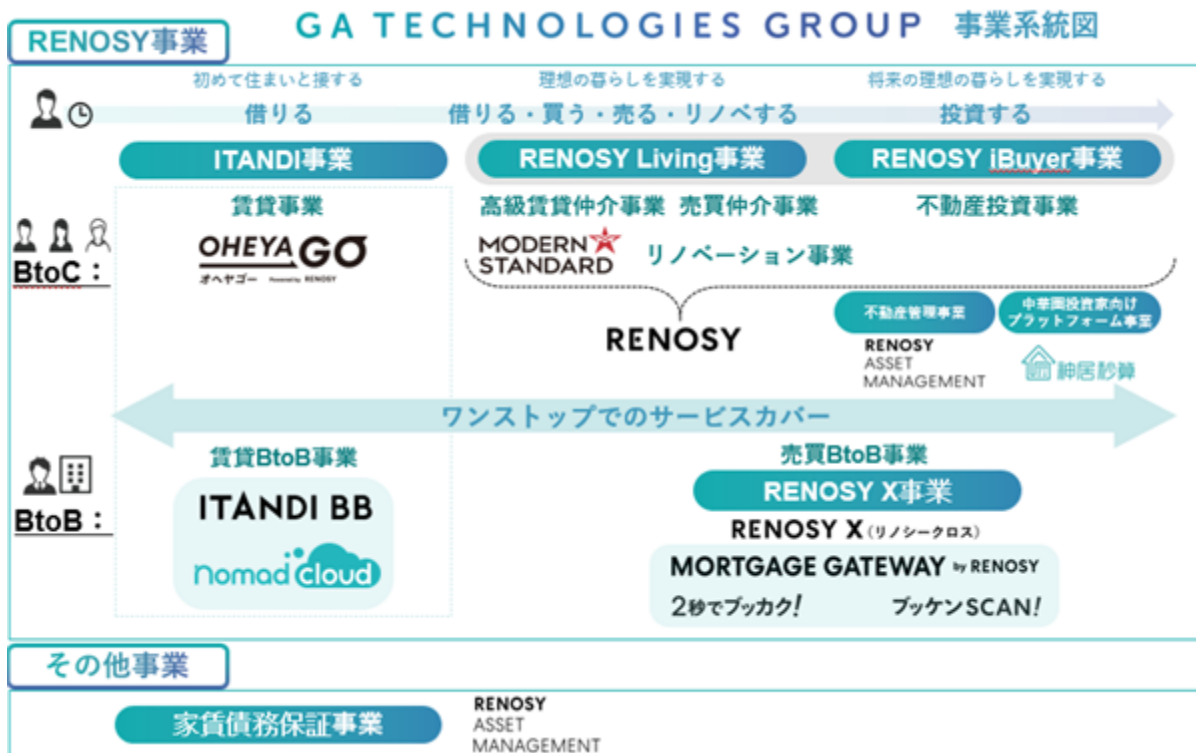 GA TECHNOLOGIES GROUP 事業系統図
RENOSY事業
初めて住まいと接する
理想の暮らしを実現する
将来の理想の暮らしを実現する
借りる
借りる・買う・売る・リノベする
投資する
ITANDI事業
RENOSY Living事業
RENOSY iBuyer事業
BtoC：
賃貸事業
高級賃貸仲介事業 売買仲介事業
不動産投資事業
OHEYAGO
オヘヤゴー Powered by RENOSY
MODERN
STANDARD
リノベーション事業
RENOSY
不動産管理事業
中華圏投資家向け
プラットフォーム事業
RENOSY
ASSET
MANAGEMENT
神居秒算
ワンストップでのサービスカバー
BtoB：
賃貸BtoB事業
売買BtoB事業
ITANDI BB
nomad cloud
RENOSY X事業
RENOSY X（リノシークロス）
MORTGAGE GATEWAY by RENOSY
2秒でブッカク!
ブッケンSCAN!
その他事業
家賃債務保証事業
RENOSY
ASSET
MANAGEMENT